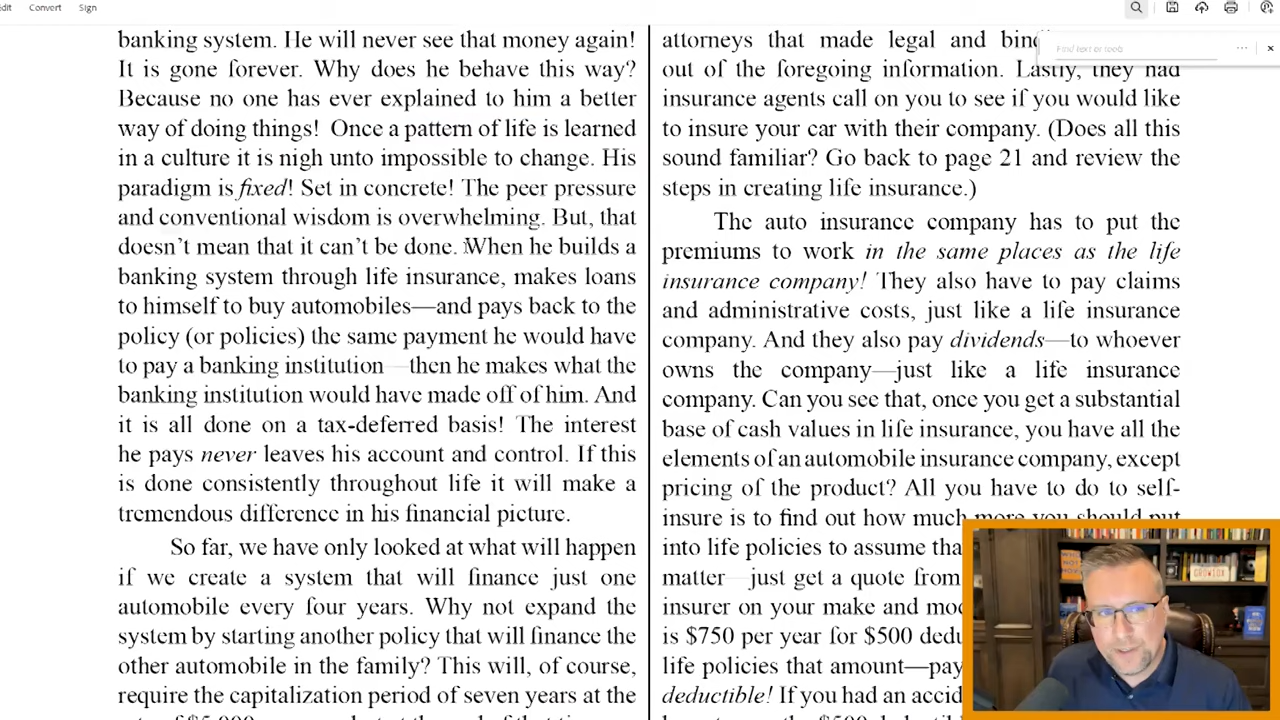 dit Convert Sign
Find text or tools
banking system. He will never see that money again!
It is gone forever. Why does he behave this way?
Because no one has ever explained to him a better
way of doing things! Once a pattern of life is learned
in a culture it is nigh unto impossible to change. His
paradigm is fixed! Set in concrete! The peer pressure
and conventional wisdom is overwhelming. But, that
doesn't mean that it can't be done. When he builds a
banking system through life insurance, makes loans
to himself to buy automobiles—and pays back to the
policy (or policies) the same payment he would have
to pay a banking institution—then he makes what the
banking institution would have made off of him. And
it is all done on a tax-deferred basis! The interest
he pays never leaves his account and control. If this
is done consistently throughout life it will make a
tremendous difference in his financial picture.
So far, we have only looked at what will happen
if we create a system that will finance just one
automobile every four years. Why not expand the
system by starting another policy that will finance the
other automobile in the family? This will, of course,
require the capitalization period of seven years at the
attorneys that made legal and
out of the foregoing information. Lastly, they had
insurance agents call on you to see if you would like
to insure your car with their company. (Does all this
sound familiar? Go back to page 21 and review the
steps in creating life insurance.)
The auto insurance company has to put the
premiums to work in the same places as the life
insurance company! They also have to pay claims
and administrative costs, just like a life insurance
company. And they also pay dividends—to whoever
owns the company—just like a life insurance
company. Can you see that, once you get a substantial
base of cash values in life insurance, you have all the
elements of an automobile insurance company, except
pricing of the product? All you have to do to self-
insure is to find out how much more you should put
into life policies to assume
matter—just get a quote from
insurer on your make and
is $750 per year for $500
life policies that amount—pay
deductible! If you had an